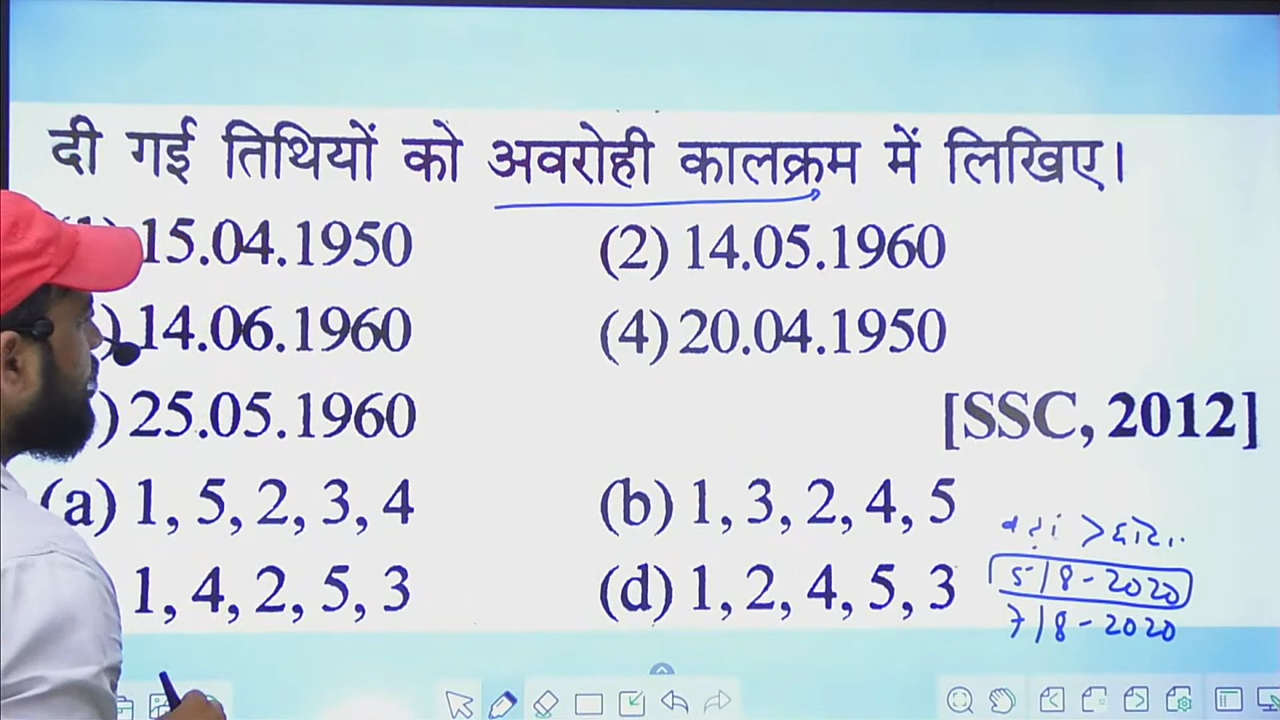 दी गई तिथियों को अवरोही कालक्रम में लिखिए।
15.04.1950 (2) 14.05.1960
) 14.06.1960 (4) 20.04.1950
) 25.05.1960
[SSC, 2012]
(a) 1, 5, 2, 3, 4 (b) 1, 3, 2, 4, 5
1, 4, 2, 5, 3 (d) 1, 2, 4, 5, 3
5/8-2020
7/8-2020